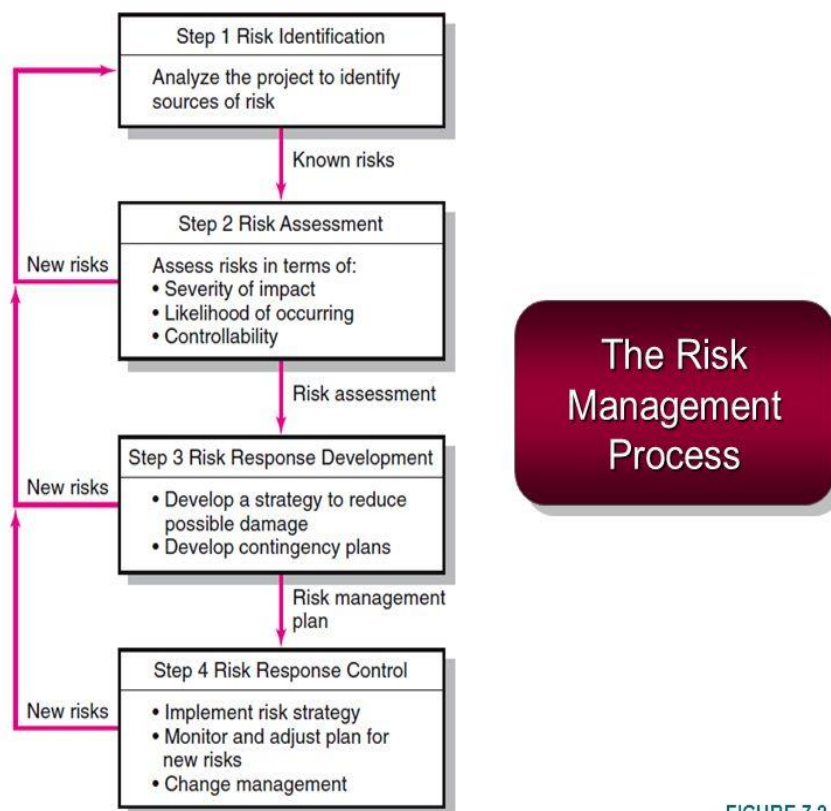 Step 1 Risk Identification
Analyze the project to identify
sources of risk
Known risks
Step 2 Risk Assessment
New risks
Assess risks in terms of:
• Severity of impact
• Likelihood of occurring
• Controllability
Risk assessment
Step 3 Risk Response Development
New risks
• Develop a strategy to reduce
possible damage
• Develop contingency plans
Risk management
plan
Step 4 Risk Response Control
New risks
• Implement risk strategy
• Monitor and adjust plan for
new risks
• Change management
The Risk
Management
Process